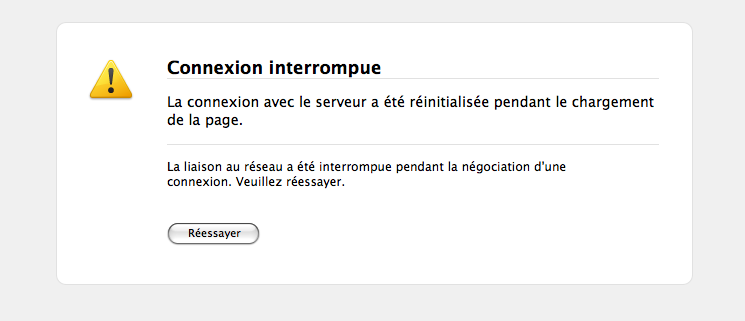 Connexion interrompue
La connexion avec le serveur a été réinitialisée pendant le chargement
de la page.
La liaison au réseau a été interrompue pendant la négociation d'une
connexion. Veuillez réessayer.
Réessayer